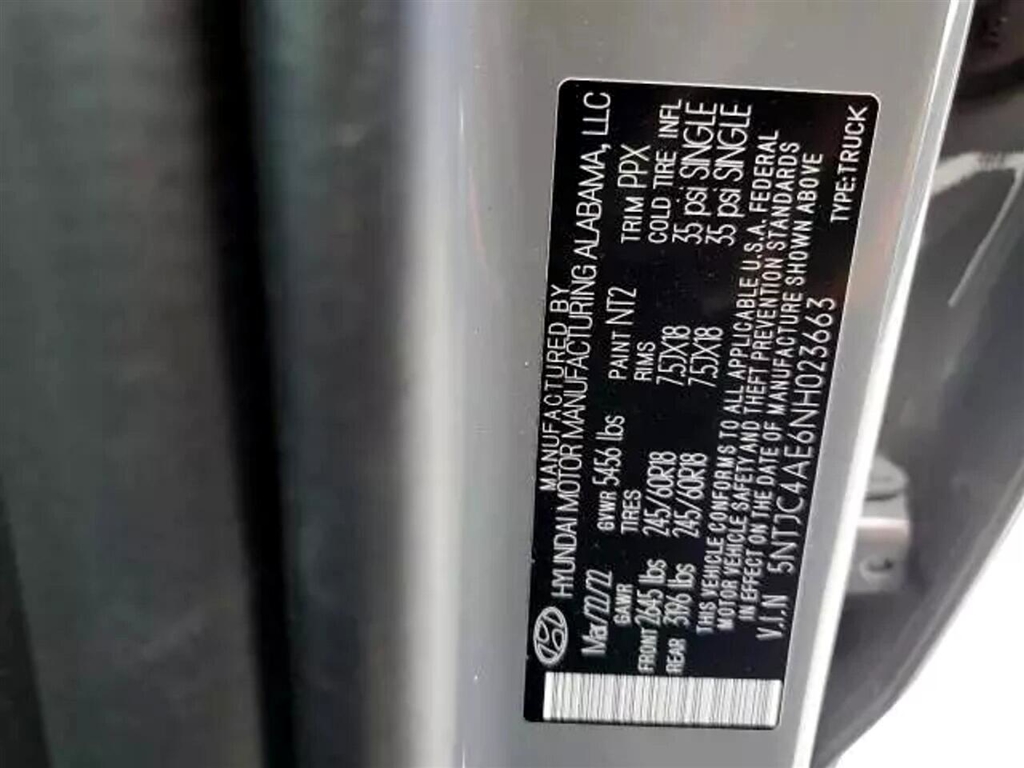 MANUFACTURED BY
HYUNDAI MOTOR MANUFACTURING ALABAMA, LLC
Mar/22/22 GVWR 5456 lbs PAINT NT2 TRIM PPX
GAWR TIRES RIMS COLD TIRE INFL
FRONT 2645 lbs 245/60R18 7.5JX18 35 psi SINGLE
REAR 3196 lbs 245/60R18 7.5JX18 35 psi SINGLE
THIS VEHICLE CONFORMS TO ALL APPLICABLE U.S.A. FEDERAL
MOTOR VEHICLE SAFETY AND THEFT PREVENTION STANDARDS
IN EFFECT ON THE DATE OF MANUFACTURE SHOWN ABOVE
V.I.N 5NTJC4AE6NH023663 TYPE:TRUCK